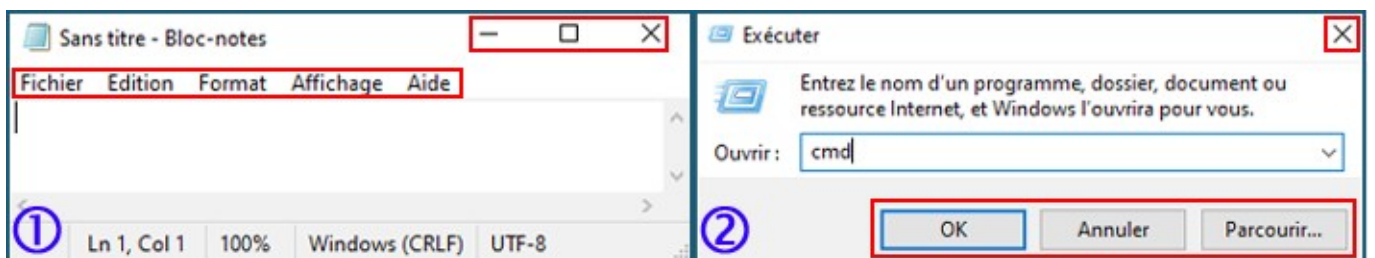 Sans titre - Bloc-notes
Fichier Edition Format Affichage Aide
①
Ln 1, Col 1 100% Windows (CRLF) UTF-8
Exécuter
Entrez le nom d'un programme, dossier, document ou
ressource Internet, et Windows l'ouvrira pour vous.
Ouvrir : cmd
②
OK Annuler Parcourir...